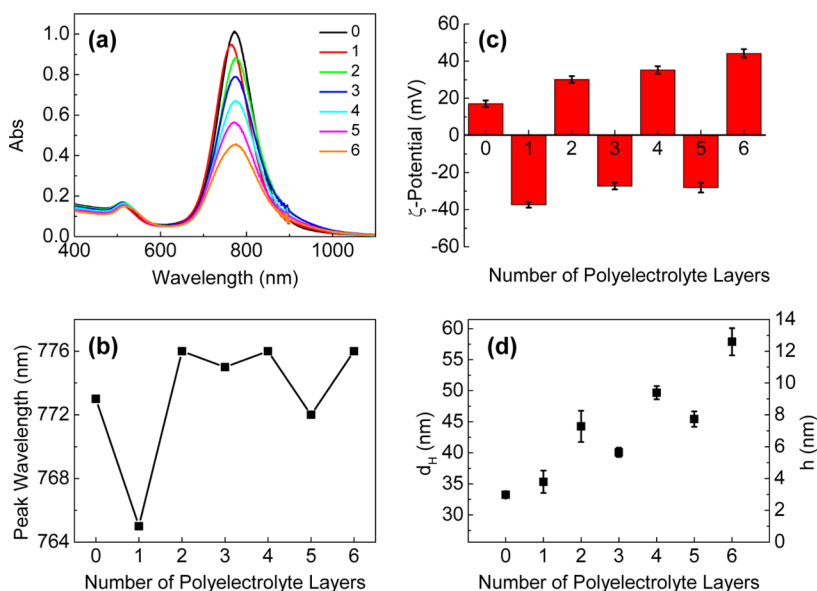 (a)
0
1
2
3
4
5
6
1.0
0.8
0.6
0.4
0.2
0.0
Abs
400 600 800 1000
Wavelength (nm)
(c)
60
40
20
0
-20
-40
-60
ζ-Potential (mV)
0 1 2 3 4 5 6
Number of Polyelectrolyte Layers
(b)
776
772
768
764
Peak Wavelength (nm)
0 1 2 3 4 5 6
Number of Polyelectrolyte Layers
(d)
60
55
50
45
40
35
30
dH (nm)
14
12
10
8
6
4
2
0
h (nm)
0 1 2 3 4 5 6
Number of Polyelectrolyte Layers